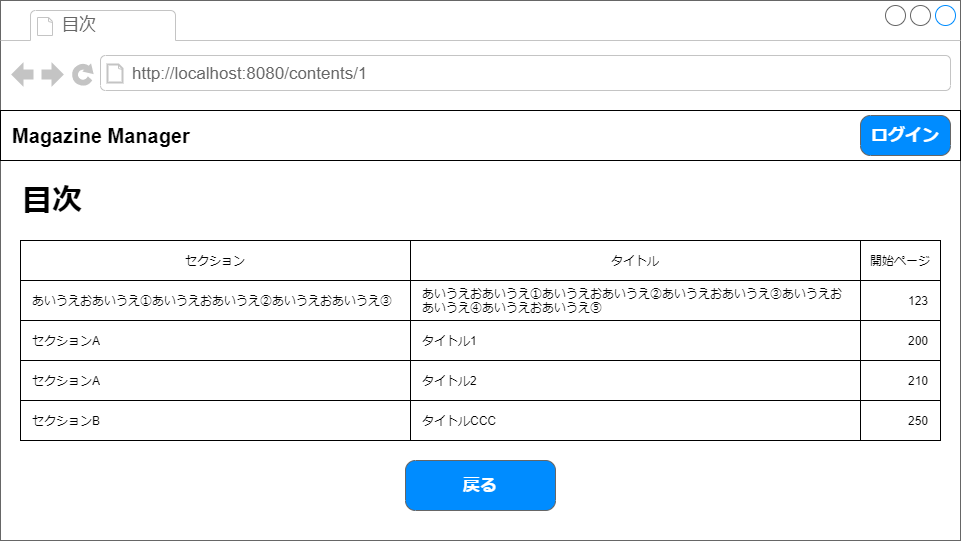 目次
http://localhost:8080/contents/1
Magazine Manager
ログイン
目次
セクション タイトル 開始ページ
あいうえおあいうえ①あいうえおあいうえ②あいうえおあいうえ③ あいうえおあいうえ①あいうえおあいうえ②あいうえおあいうえ③あいうえお
あいうえ④あいうえおあいうえ⑤ 123
セクションA タイトル1 200
セクションA タイトル2 210
セクションB タイトルCCC 250
戻る